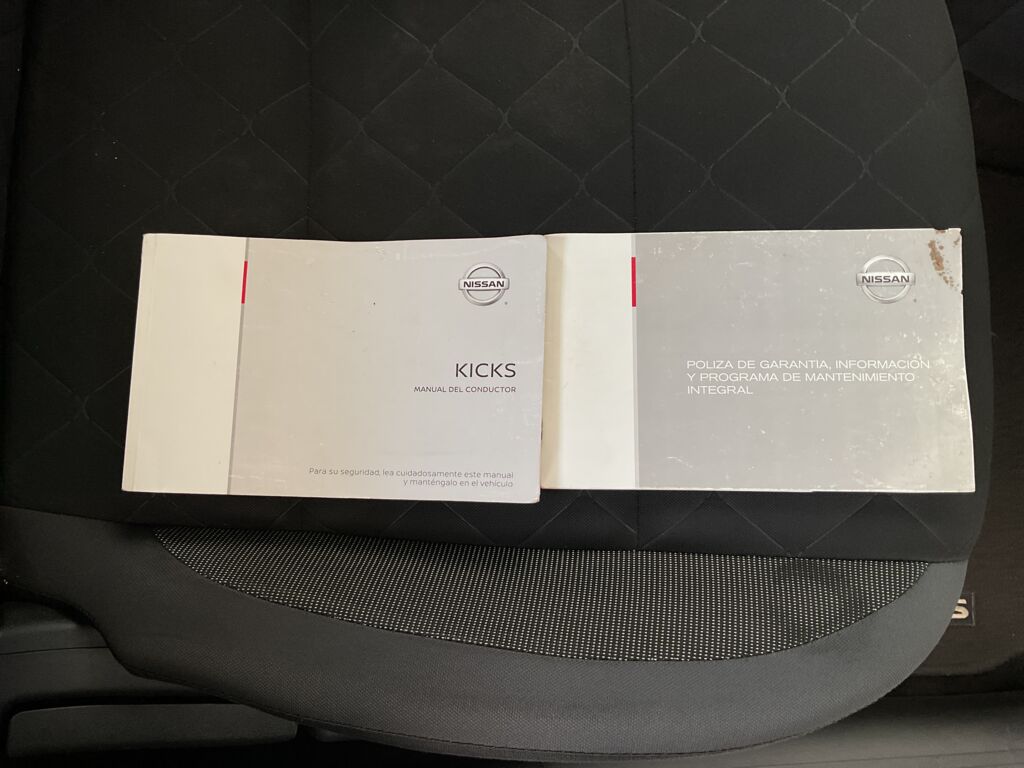 NISSAN
KICKS
MANUAL DEL CONDUCTOR
Para su seguridad, lea cuidadosamente este manual
y manténgalo en el vehículo
NISSAN
POLIZA DE GARANTIA, INFORMACIÓN
Y PROGRAMA DE MANTENIMIENTO
INTEGRAL
S